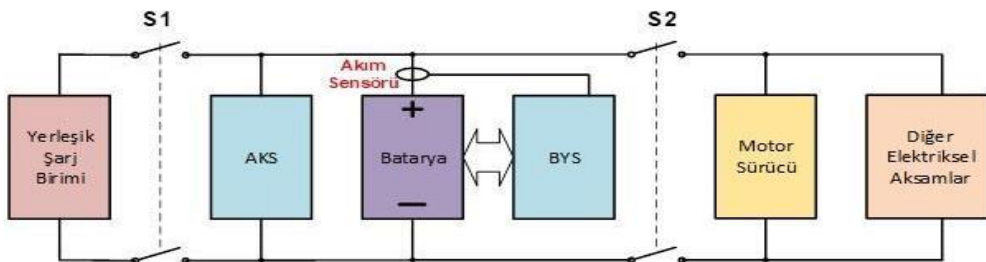 S1
S2
Akım
Sensörü
Yerleşik
Şarj
Birimi
AKS
+
Batarya
−
BYS
Motor
Sürücü
Diğer
Elektriksel
Aksamlar